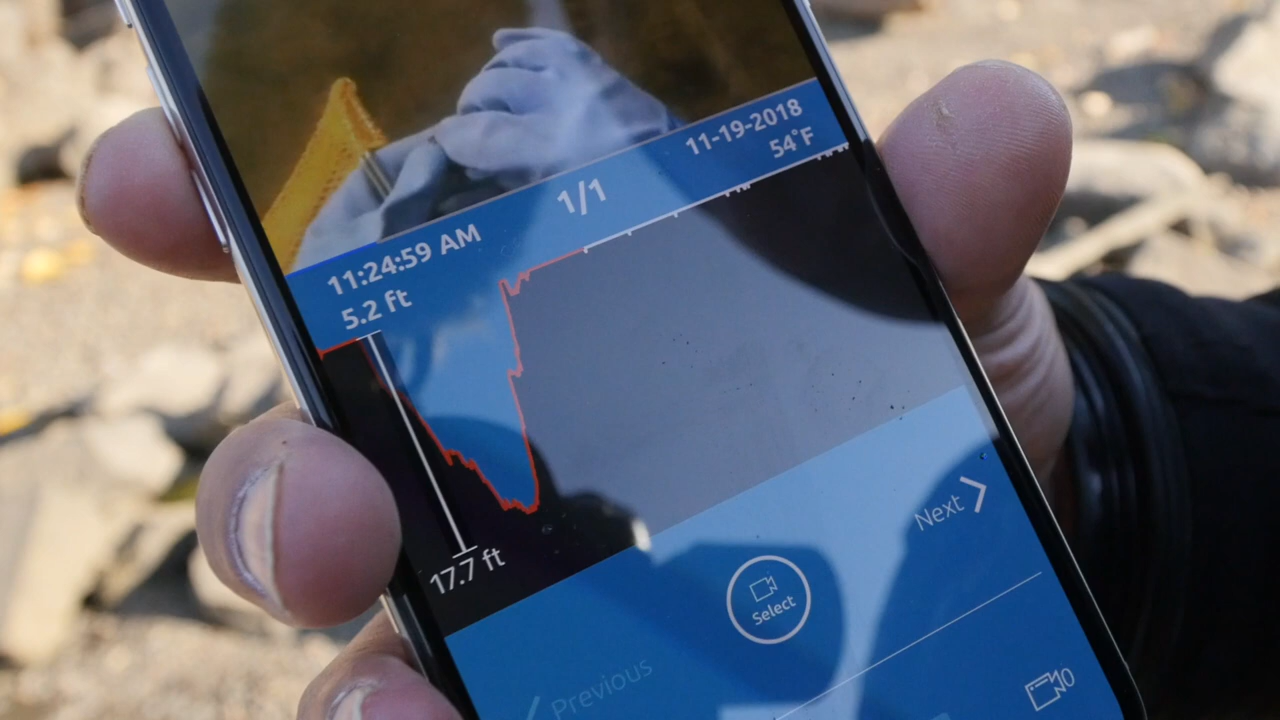 11-19-2018
54°F
1/1
11:24:59 AM
5.2 ft
17.7 ft
Next
Select
Previous
0